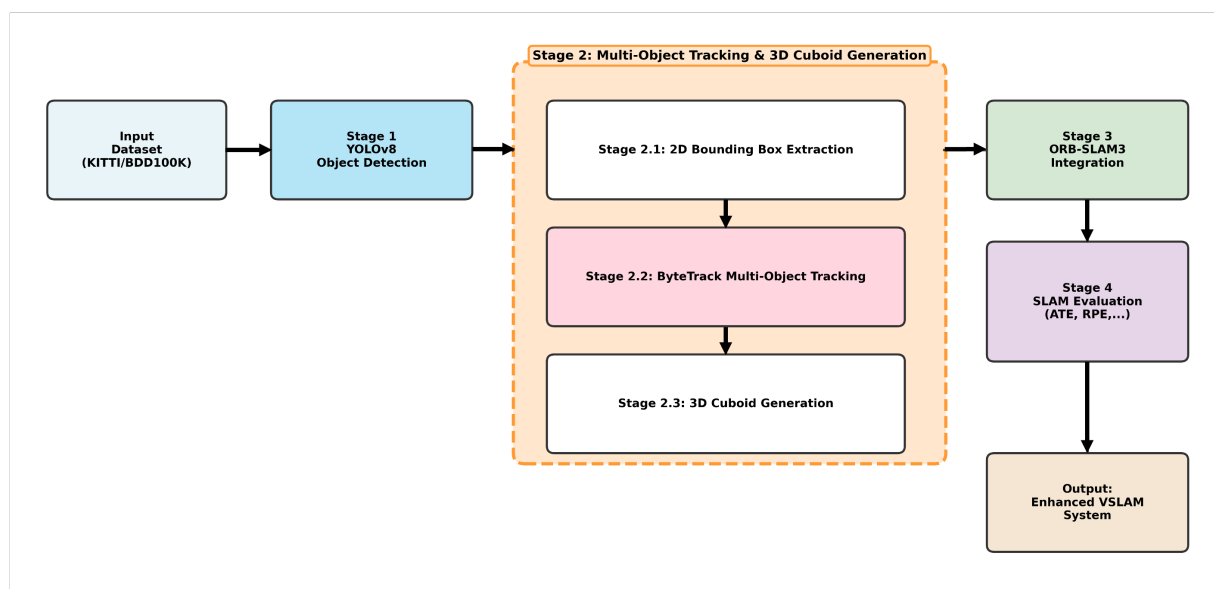 Input
Dataset
(KITTI/BDD100K)
Stage 1
YOLOv8
Object Detection
Stage 2: Multi-Object Tracking & 3D Cuboid Generation
Stage 2.1: 2D Bounding Box Extraction
Stage 2.2: ByteTrack Multi-Object Tracking
Stage 2.3: 3D Cuboid Generation
Stage 3
ORB-SLAM3
Integration
Stage 4
SLAM Evaluation
(ATE, RPE,...)
Output:
Enhanced VSLAM
System